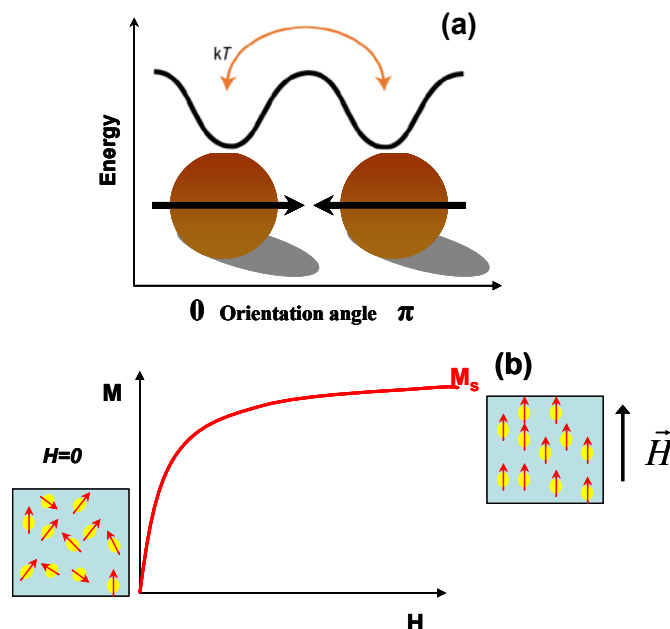 (a)
kT
Energy
0 Orientation angle π
(b)
M
Ms
H=0
H
H